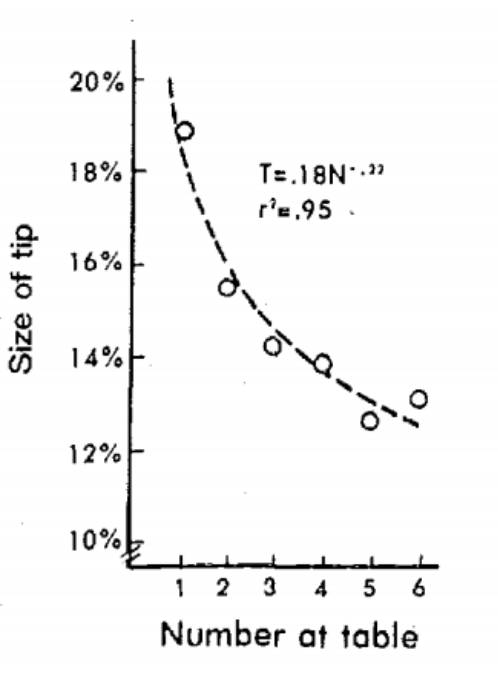 20%
18%
16%
14%
12%
10%
Size of tip
T=.18N-.22
r²=.95
1 2 3 4 5 6
Number at table